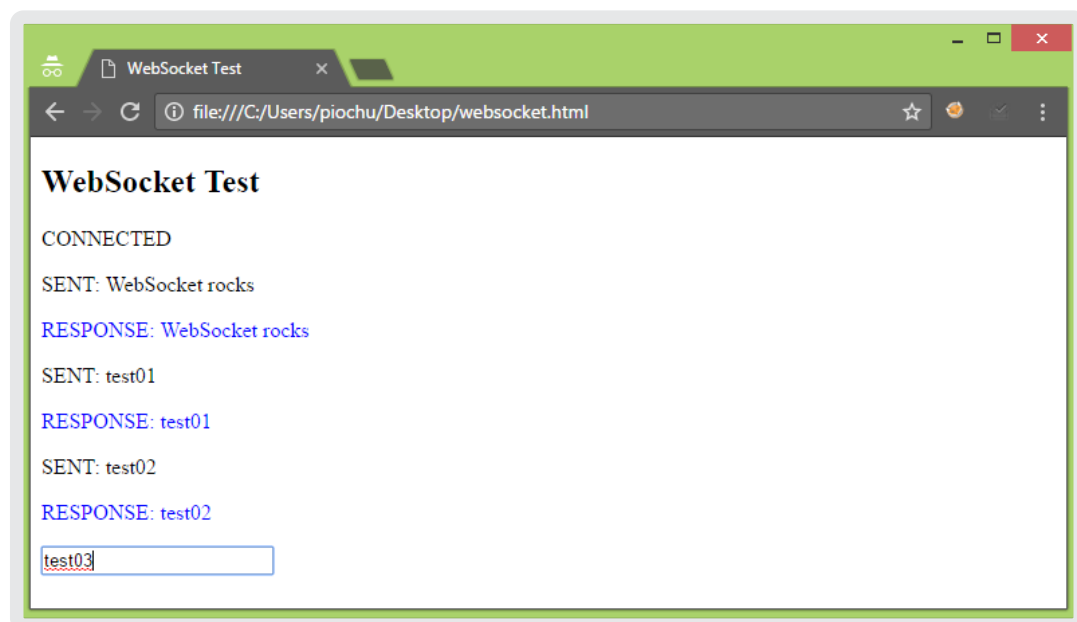 WebSocket Test
file:///C:/Users/piochu/Desktop/websocket.html
WebSocket Test
CONNECTED
SENT: WebSocket rocks
RESPONSE: WebSocket rocks
SENT: test01
RESPONSE: test01
SENT: test02
RESPONSE: test02
test03